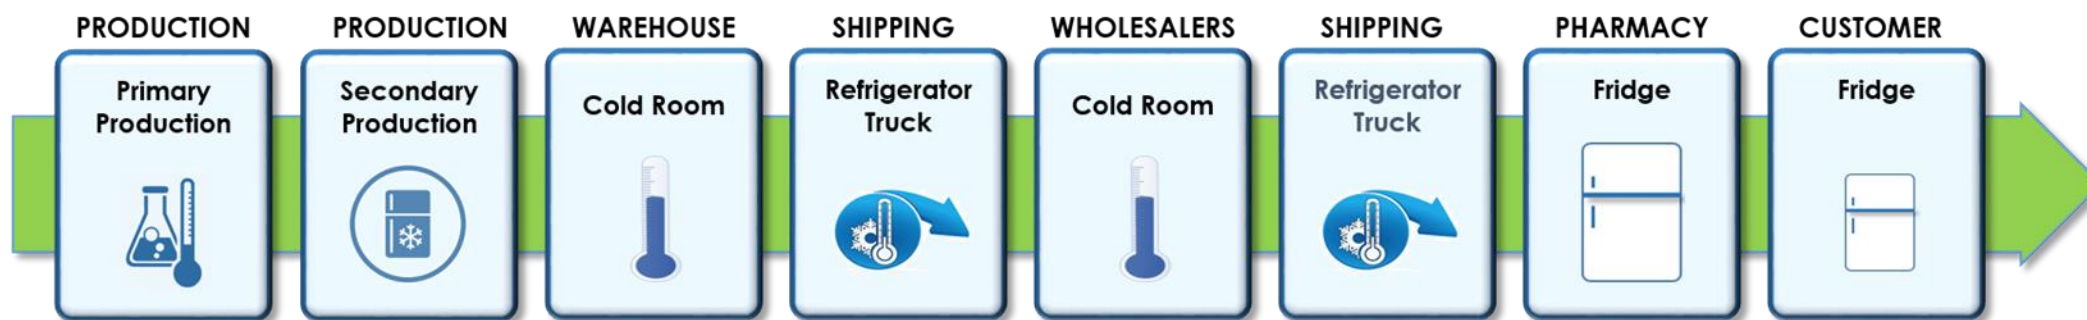 PRODUCTION
Primary
Production
PRODUCTION
Secondary
Production
WAREHOUSE
Cold Room
SHIPPING
Refrigerator
Truck
WHOLESALERS
Cold Room
SHIPPING
Refrigerator
Truck
PHARMACY
Fridge
CUSTOMER
Fridge